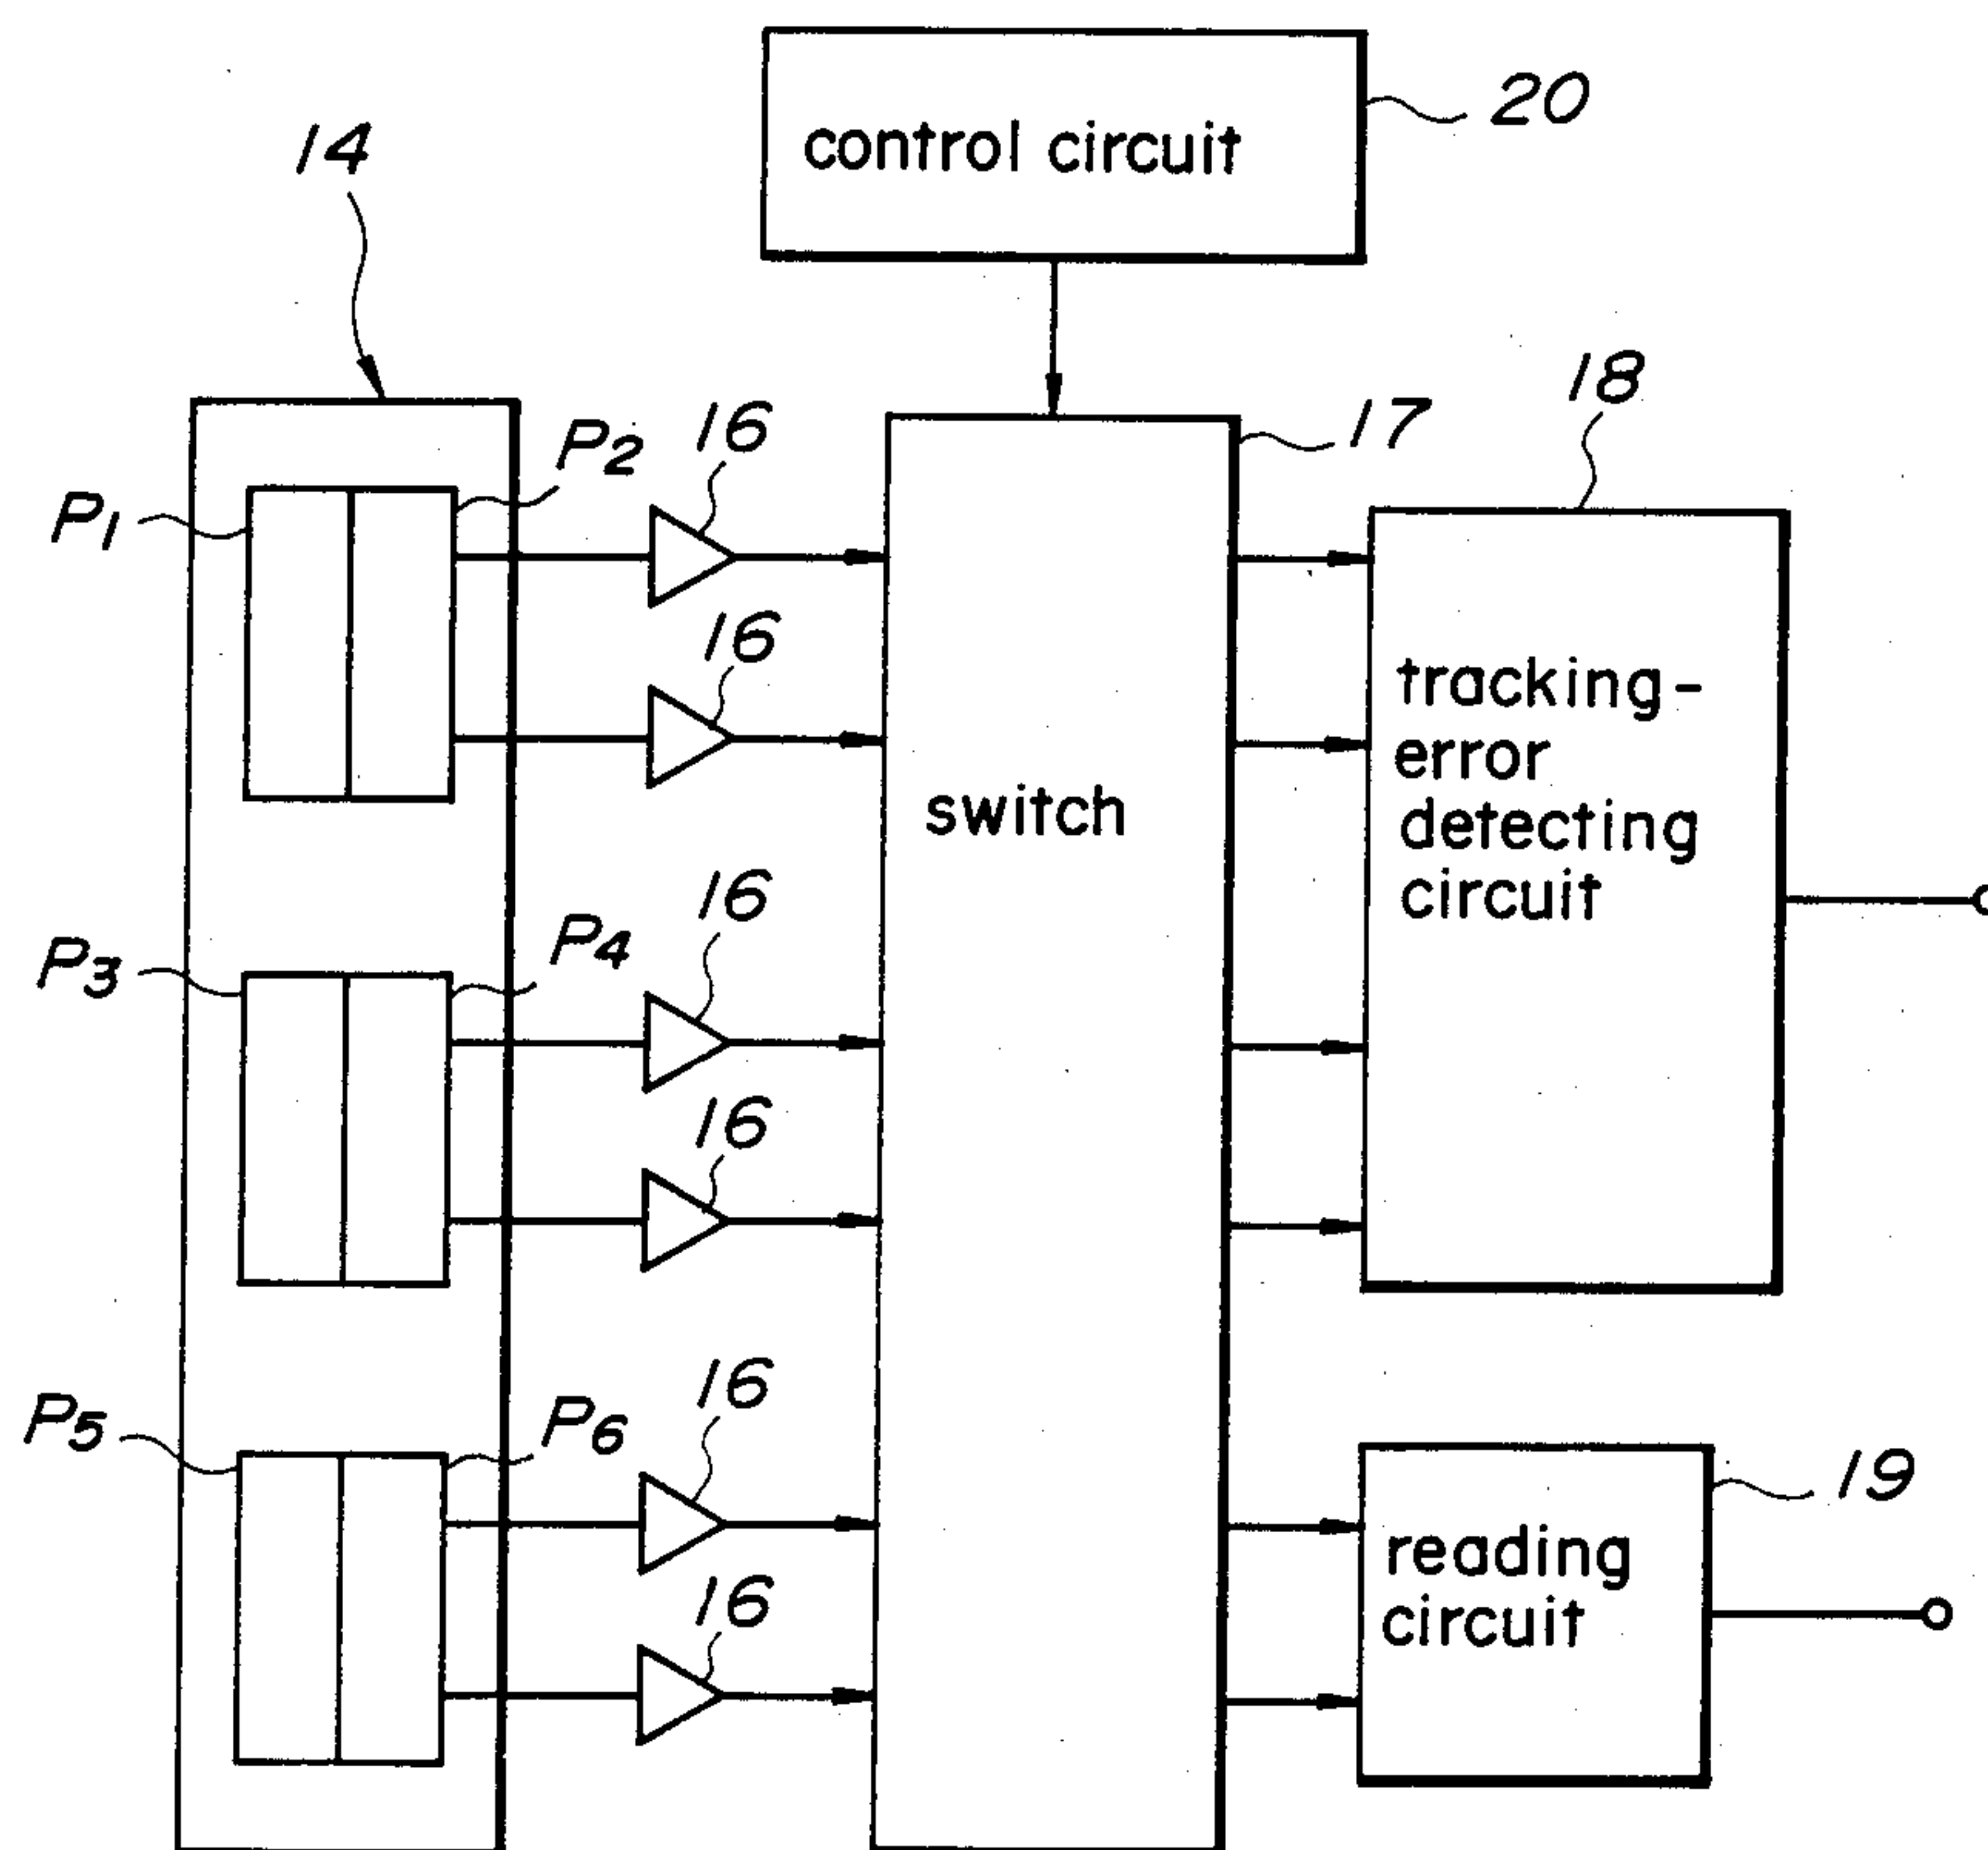 20
control circuit
14
18
17
16
P2
P1
16
tracking-
error
detecting
circuit
switch
16
P4
P3
16
16
P6
P5
19
reading
circuit
16